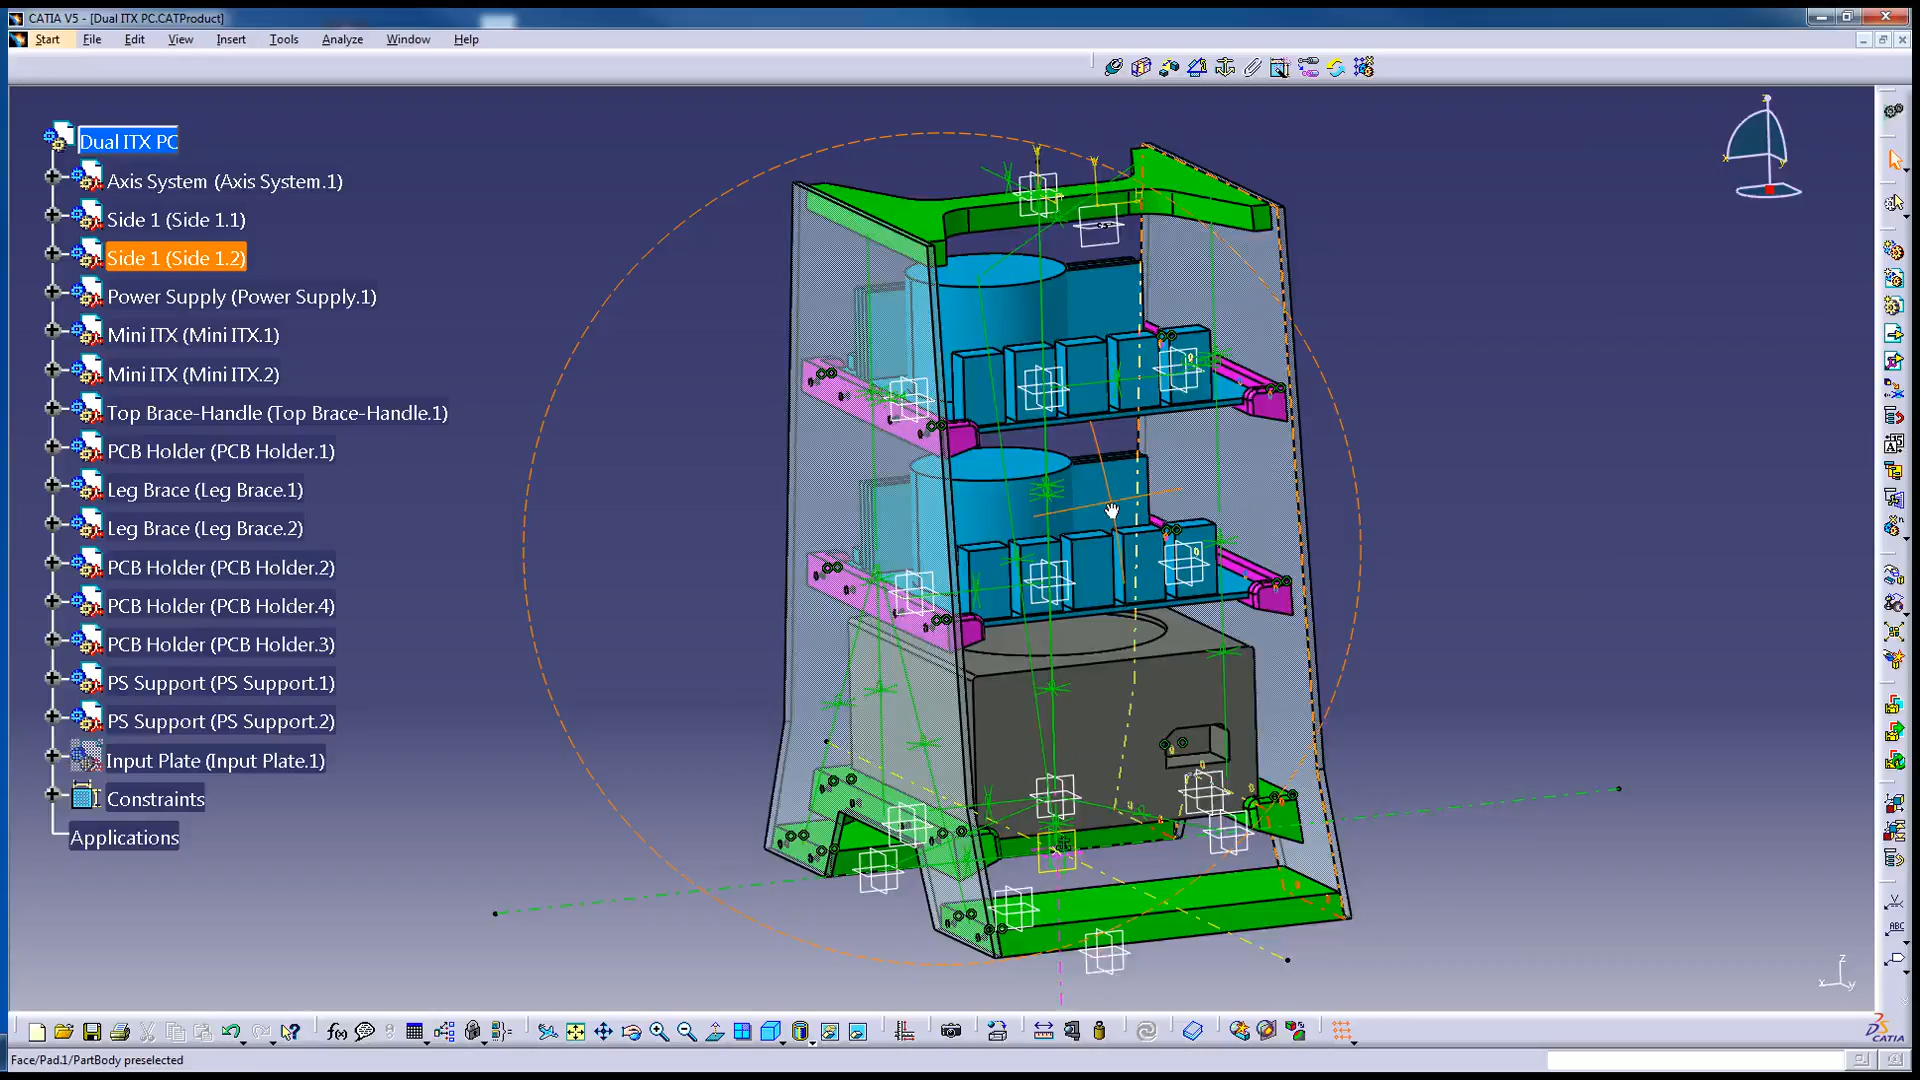 CATIA V5 - [Dual ITX PC.CATProduct]
Start File Edit View Insert Tools Analyze Window Help
Dual ITX PC
Axis System (Axis System.1)
Side 1 (Side 1.1)
Side 1 (Side 1.2)
Power Supply (Power Supply.1)
Mini ITX (Mini ITX.1)
Mini ITX (Mini ITX.2)
Top Brace-Handle (Top Brace-Handle.1)
PCB Holder (PCB Holder.1)
Leg Brace (Leg Brace.1)
Leg Brace (Leg Brace.2)
PCB Holder (PCB Holder.2)
PCB Holder (PCB Holder.4)
PCB Holder (PCB Holder.3)
PS Support (PS Support.1)
PS Support (PS Support.2)
Input Plate (Input Plate.1)
Constraints
Applications
z
x
y
ABC
f(x)
CATIA
Face/Pad.1/PartBody preselected